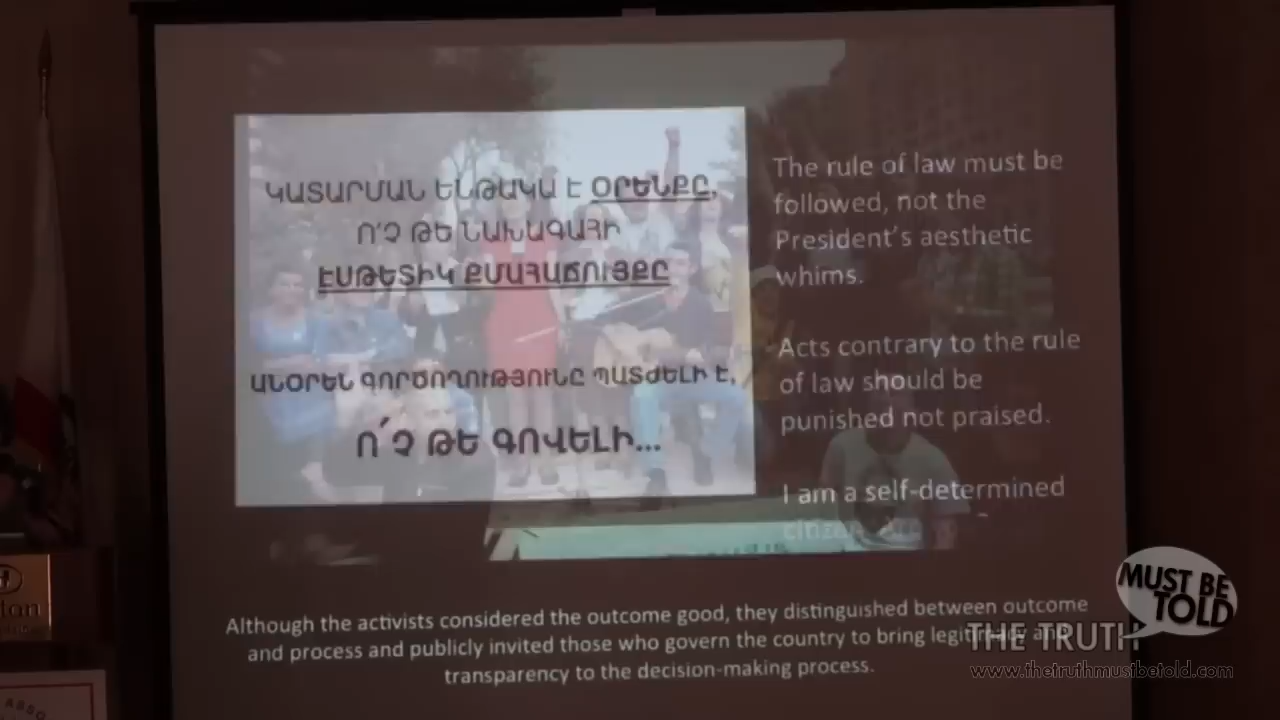 ԿԱՏԱՐՄԱՆ ԵՆԹԱԿԱ Է ՕՐԵՆՔԸ,
Ո՛Չ ԹԵ ՆԱԽԱԳԱՀԻ
ԷՍԹԵՏԻԿ ՔՄԱՀԱՃՈՒՅՔԸ
ԱՆՕՐԵՆ ԳՈՐԾՈՂՈՒԹՅՈՒՆԸ ՊԱՏԺԵԼԻ Է,
Ո՛Չ ԹԵ ԳՈՎԵԼԻ...
The rule of law must be
followed, not the
President's aesthetic
whims.
Acts contrary to the rule
of law should be
punished not praised.
I am a self-determined
Although the activists considered the outcome good, they distinguished between outcome
and process and publicly invited those who govern the country to bring legitimacy and
transparency to the decision-making process.
MUST BE
TOLD
THE TRUTH
www.thetruthmustbetold.com